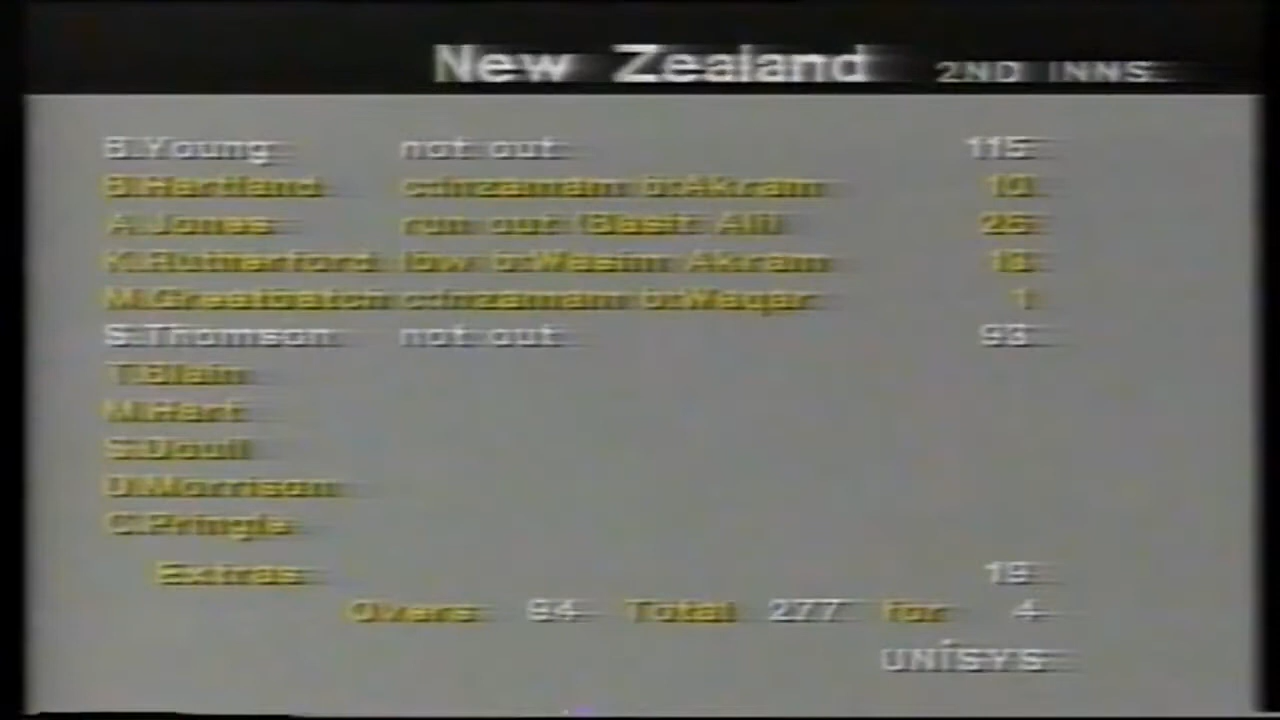 New Zealand 2ND INNS
B.Young not out 115
B.Hartland c:Inzamam b:Akram 10
A.Jones run out (Basit Ali) 26
K.Rutherford lbw b:Wasim Akram 13
M.Greatbatch c:Inzamam b:Waqar 1
S.Thomson not out 93
T.Blain
M.Hart
S.Doull
D.Morrison
C.Pringle
Extras 19
Overs 94 Total 277 for 4
UNISYS